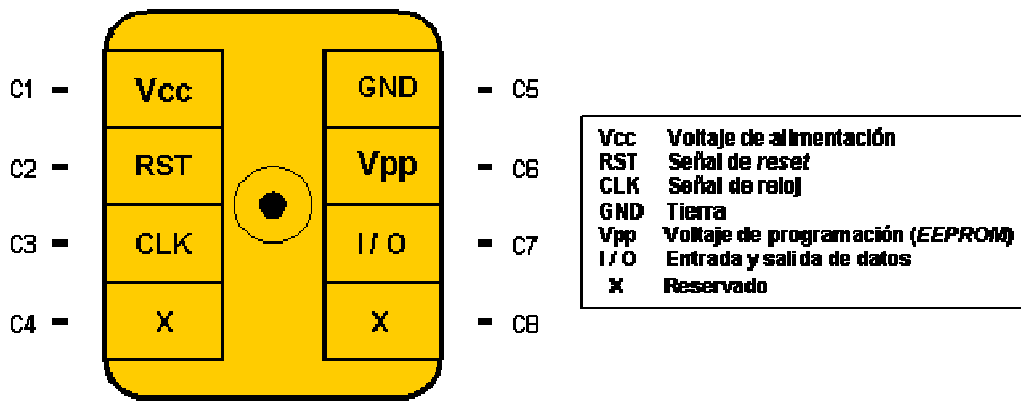 C1 Vcc GND C5
C2 RST Vpp C6
C3 CLK I / O C7
C4 X X C8
Vcc Voltaje de alimentación
RST Señal de reset
CLK Señal de reloj
GND Tierra
Vpp Voltaje de programación (EEPROM)
I / O Entrada y salida de datos
X Reservado